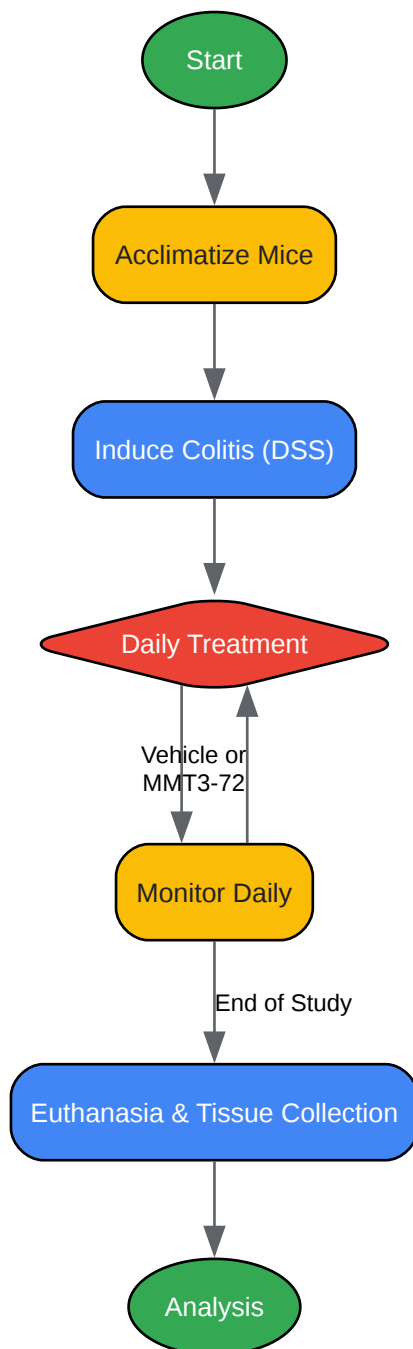 Start
Acclimatize Mice
Induce Colitis (DSS)
Daily Treatment
Vehicle or
MMT3-72
Monitor Daily
End of Study
Euthanasia & Tissue Collection
Analysis